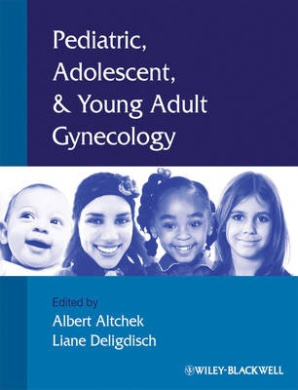 Pediatric,
Adolescent,
& Young Adult
Gynecology
Edited by
Albert Altchek
Liane Deligdisch
WILEY-BLACKWELL